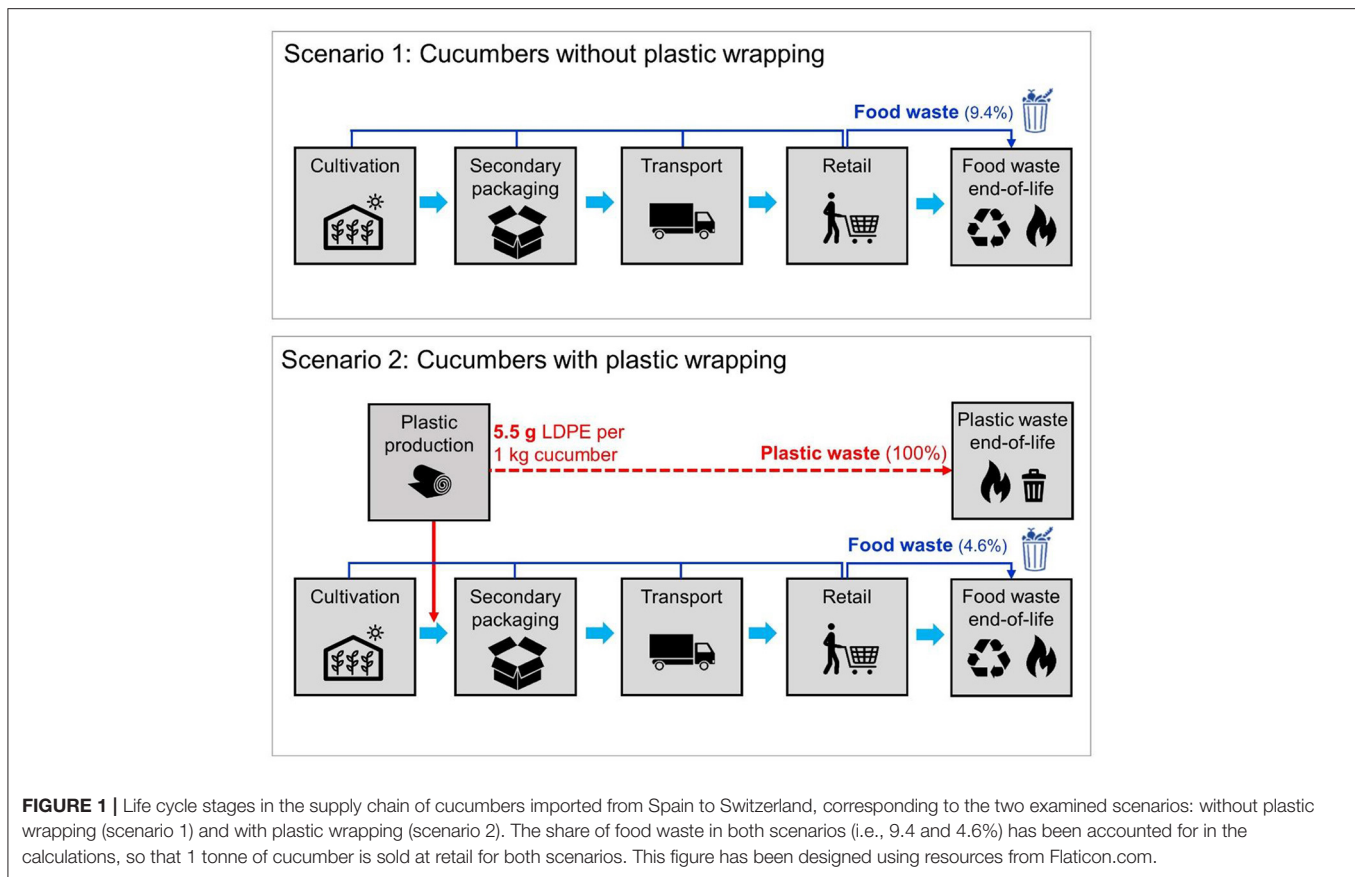 Scenario 1: Cucumbers without plastic wrapping
Food waste (9.4%)
Cultivation
Secondary
packaging
Transport
Retail
Food waste
end-of-life
Scenario 2: Cucumbers with plastic wrapping
Plastic
production
5.5 g LDPE per
1 kg cucumber
Plastic waste (100%)
Plastic waste
end-of-life
Food waste (4.6%)
Cultivation
Secondary
packaging
Transport
Retail
Food waste
end-of-life
FIGURE 1 | Life cycle stages in the supply chain of cucumbers imported from Spain to Switzerland, corresponding to the two examined scenarios: without plastic
wrapping (scenario 1) and with plastic wrapping (scenario 2). The share of food waste in both scenarios (i.e., 9.4 and 4.6%) has been accounted for in the
calculations, so that 1 tonne of cucumber is sold at retail for both scenarios. This figure has been designed using resources from Flaticon.com.